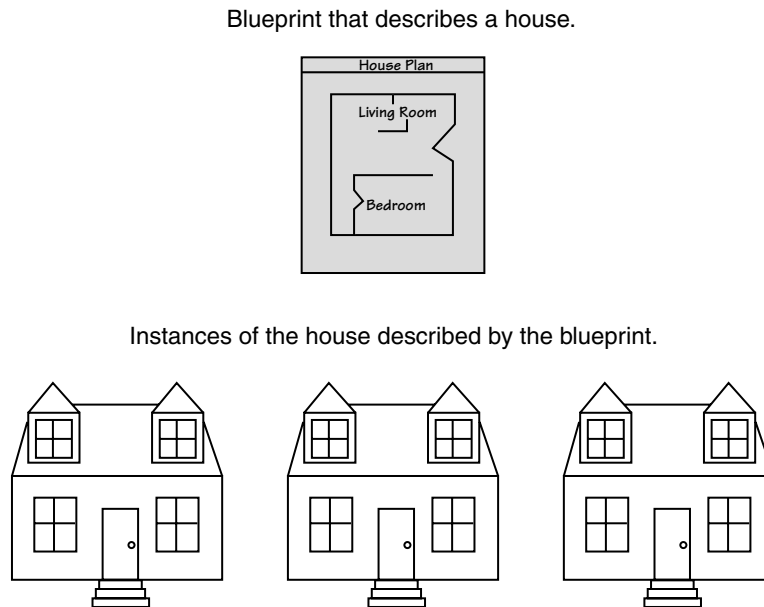 Blueprint that describes a house.
House Plan
Living Room
Bedroom
Instances of the house described by the blueprint.